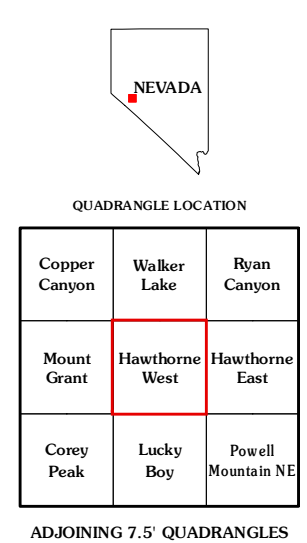 NEVADA
QUADRANGLE LOCATION
Copper
Canyon
Walker
Lake
Ryan
Canyon
Mount
Grant
Hawthorne
West
Hawthorne
East
Corey
Peak
Lucky
Boy
Powell
Mountain NE
ADJOINING 7.5' QUADRANGLES